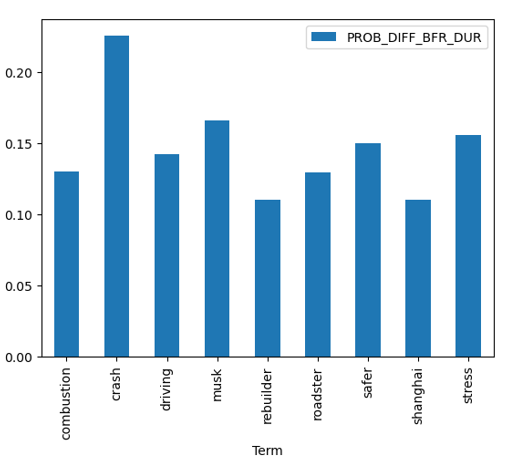 PROB_DIFF_BFR_DUR
0.20
0.15
0.10
0.05
0.00
combustion
crash
driving
musk
rebuilder
roadster
safer
shanghai
stress
Term